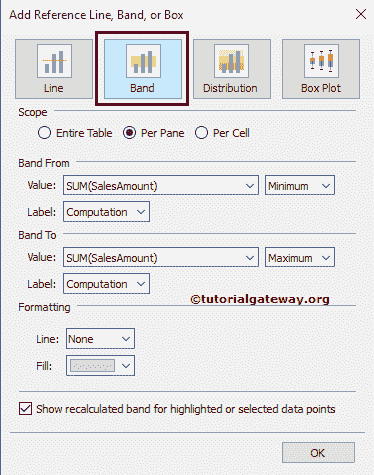 Add Reference Line, Band, or Box
Line Band Distribution Box Plot
Scope
Entire Table Per Pane Per Cell
Band From
Value: SUM(SalesAmount) Minimum
Label: Computation
Band To
Value: SUM(SalesAmount) Maximum
Label: Computation
©tutorialgateway.org
Formatting
Line: None
Fill:
Show recalculated band for highlighted or selected data points
OK